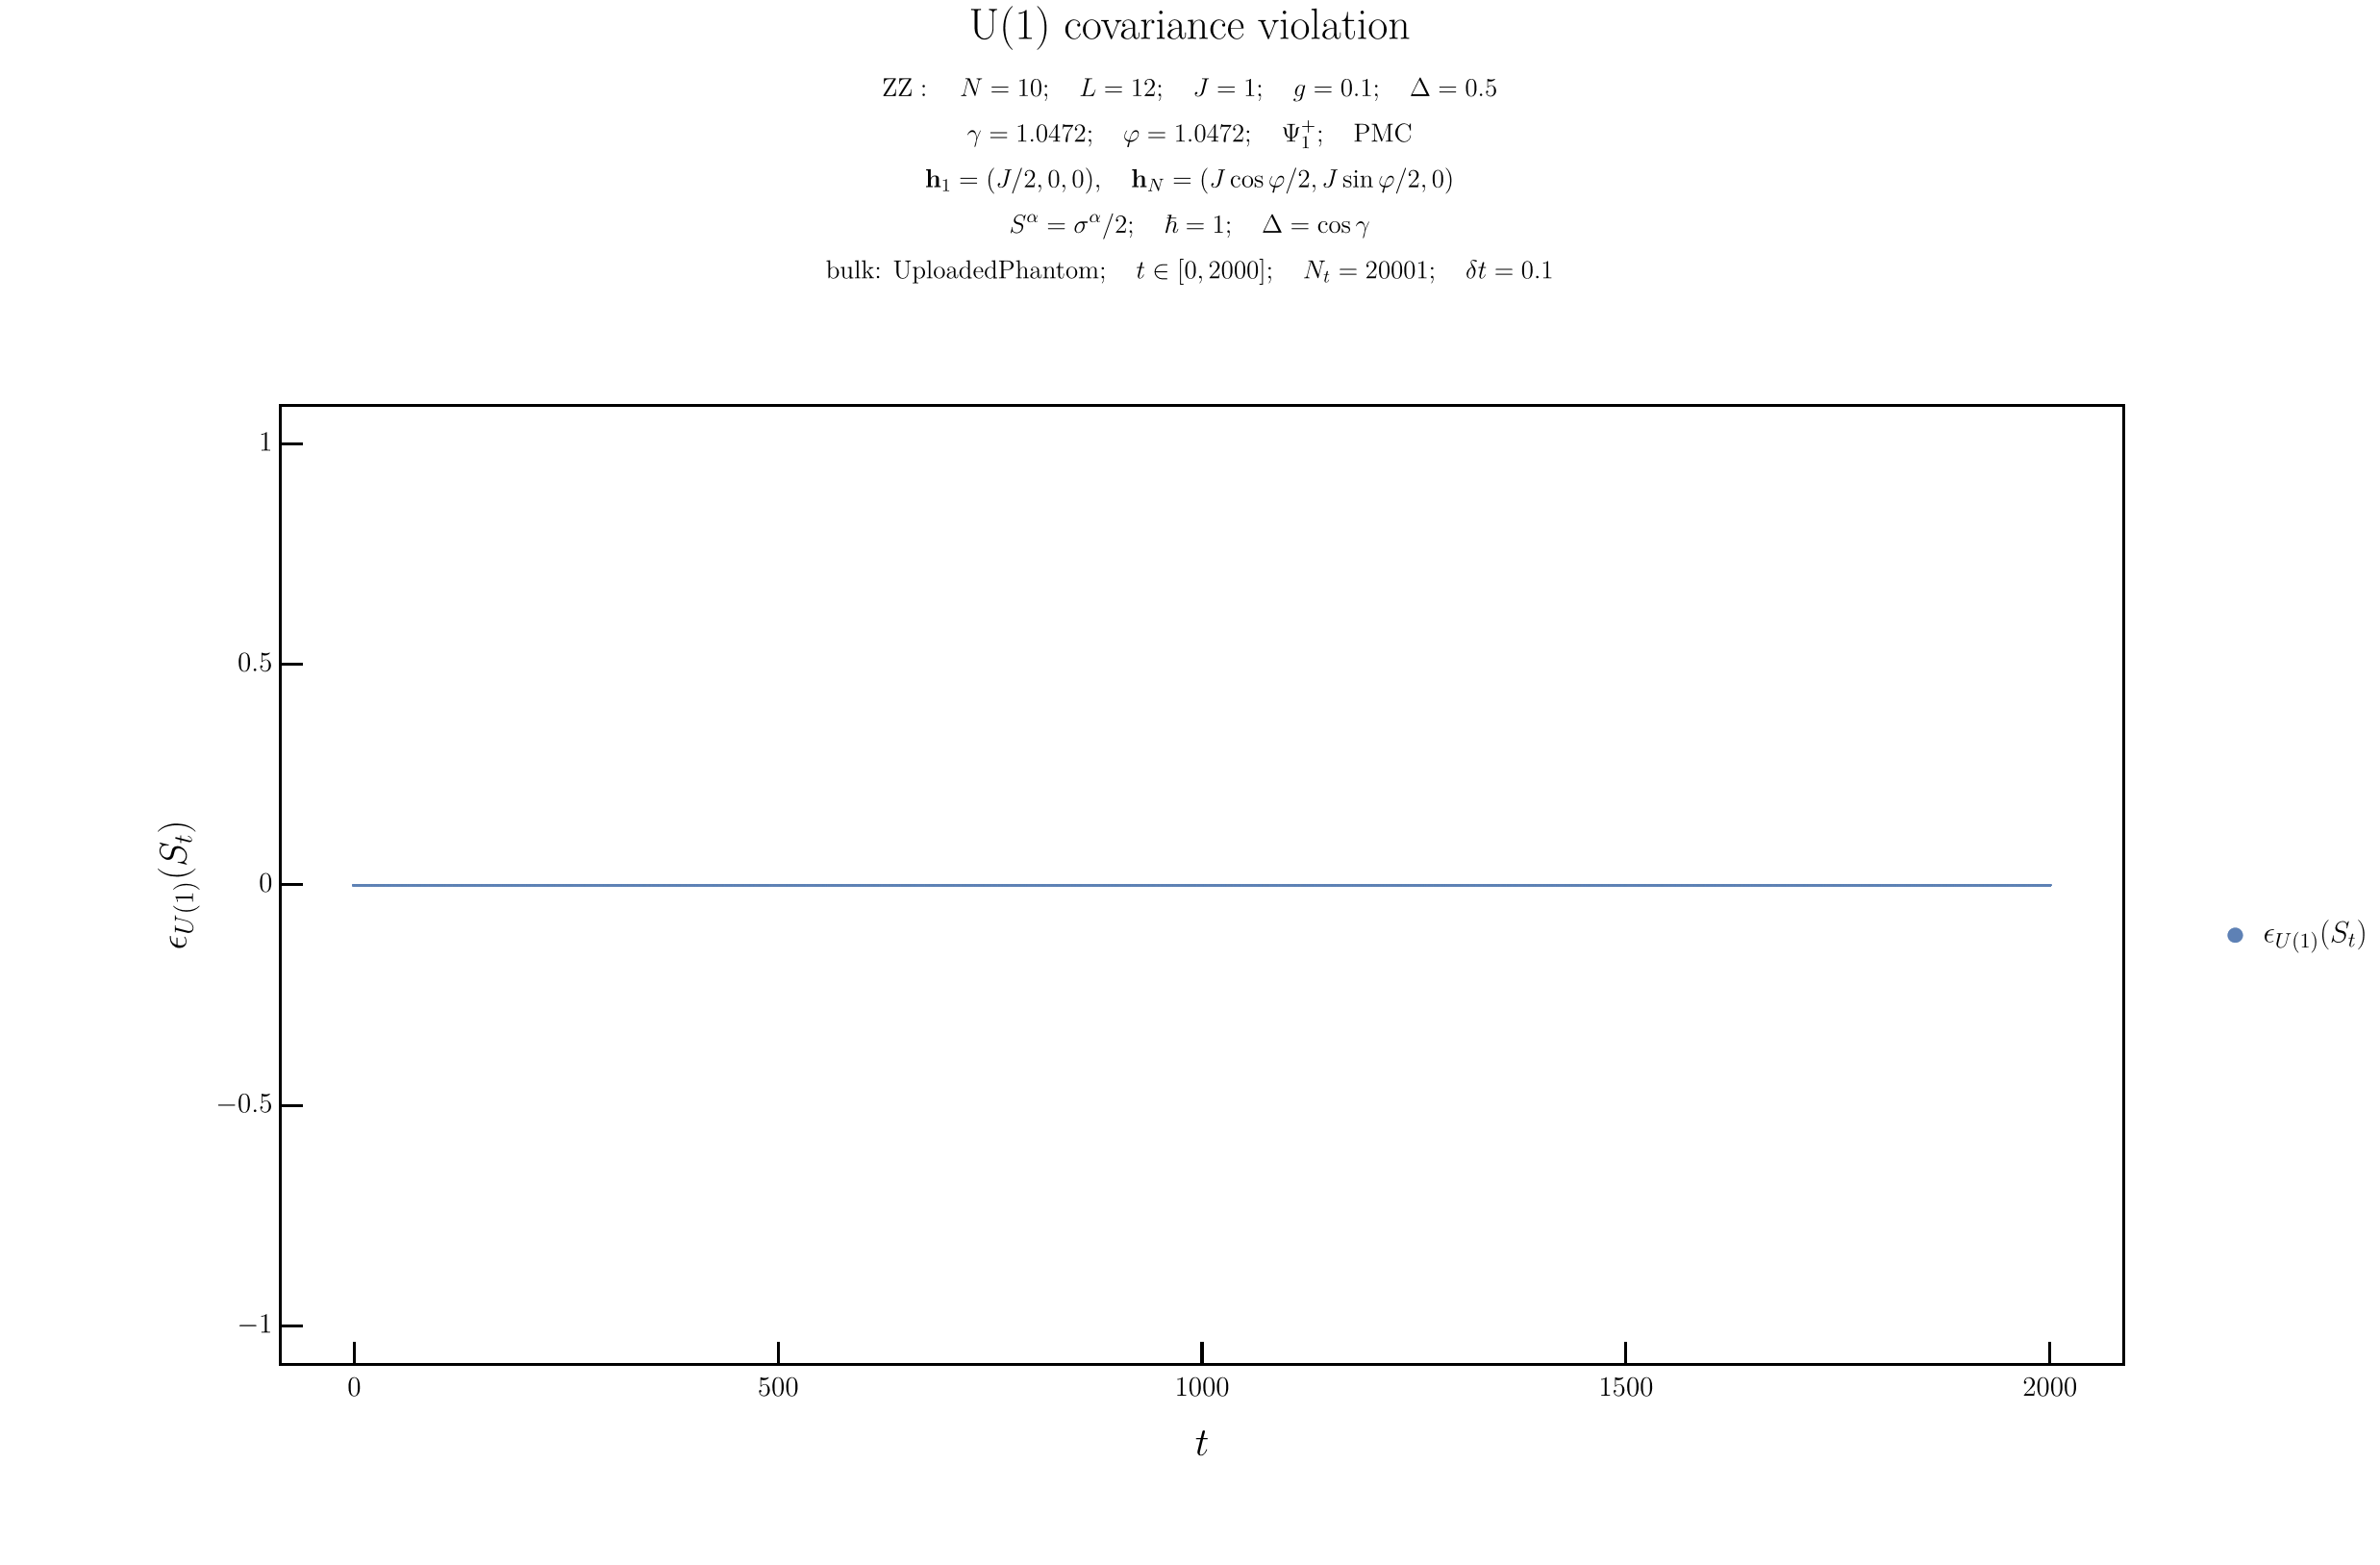 U(1) covariance violation
ZZ : N = 10; L = 12; J = 1; g = 0.1; Δ = 0.5
γ = 1.0472; φ = 1.0472; Ψ₁⁺; PMC
𝐡₁ = (J/2, 0, 0), 𝐡_N = (J cos φ/2, J sin φ/2, 0)
S^α = σ^α/2; ℏ = 1; Δ = cos γ
bulk: UploadedPhantom; t ∈ [0, 2000]; N_t = 20001; δt = 0.1
1
0.5
0
−0.5
−1
ϵ_{U(1)}(S_t)
ϵ_{U(1)}(S_t)
0 500 1000 1500 2000
t